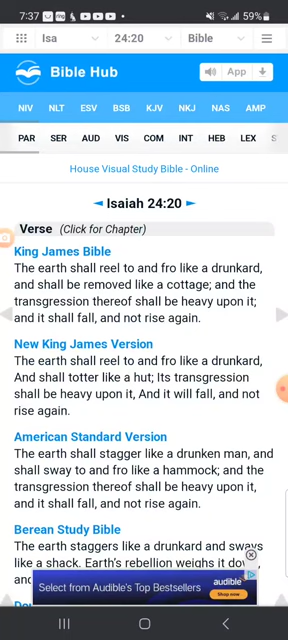 7:37
59%
Isa 24:20 Bible
Bible Hub App
NIV NLT ESV BSB KJV NKJ NAS AMP
PAR SER AUD VIS COM INT HEB LEX
House Visual Study Bible - Online
◄ Isaiah 24:20 ►
Verse (Click for Chapter)
King James Bible
The earth shall reel to and fro like a drunkard,
and shall be removed like a cottage; and the
transgression thereof shall be heavy upon it;
and it shall fall, and not rise again.
New King James Version
The earth shall reel to and fro like a drunkard,
And shall totter like a hut; Its transgression
shall be heavy upon it, And it will fall, and not
rise again.
American Standard Version
The earth shall stagger like a drunken man, and
shall sway to and fro like a hammock; and the
transgression thereof shall be heavy upon it,
and it shall fall, and not rise again.
Berean Study Bible
The earth staggers like a drunkard and sways
like a shack. Earth's rebellion weighs it down,
and
Select from Audible's Top Bestsellers
audible
Shop now